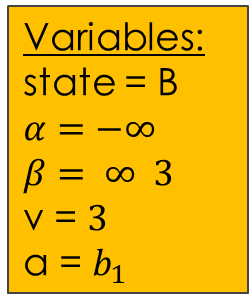 Variables:
state = B
α = −∞
β = ∞ 3
v = 3
a = b₁